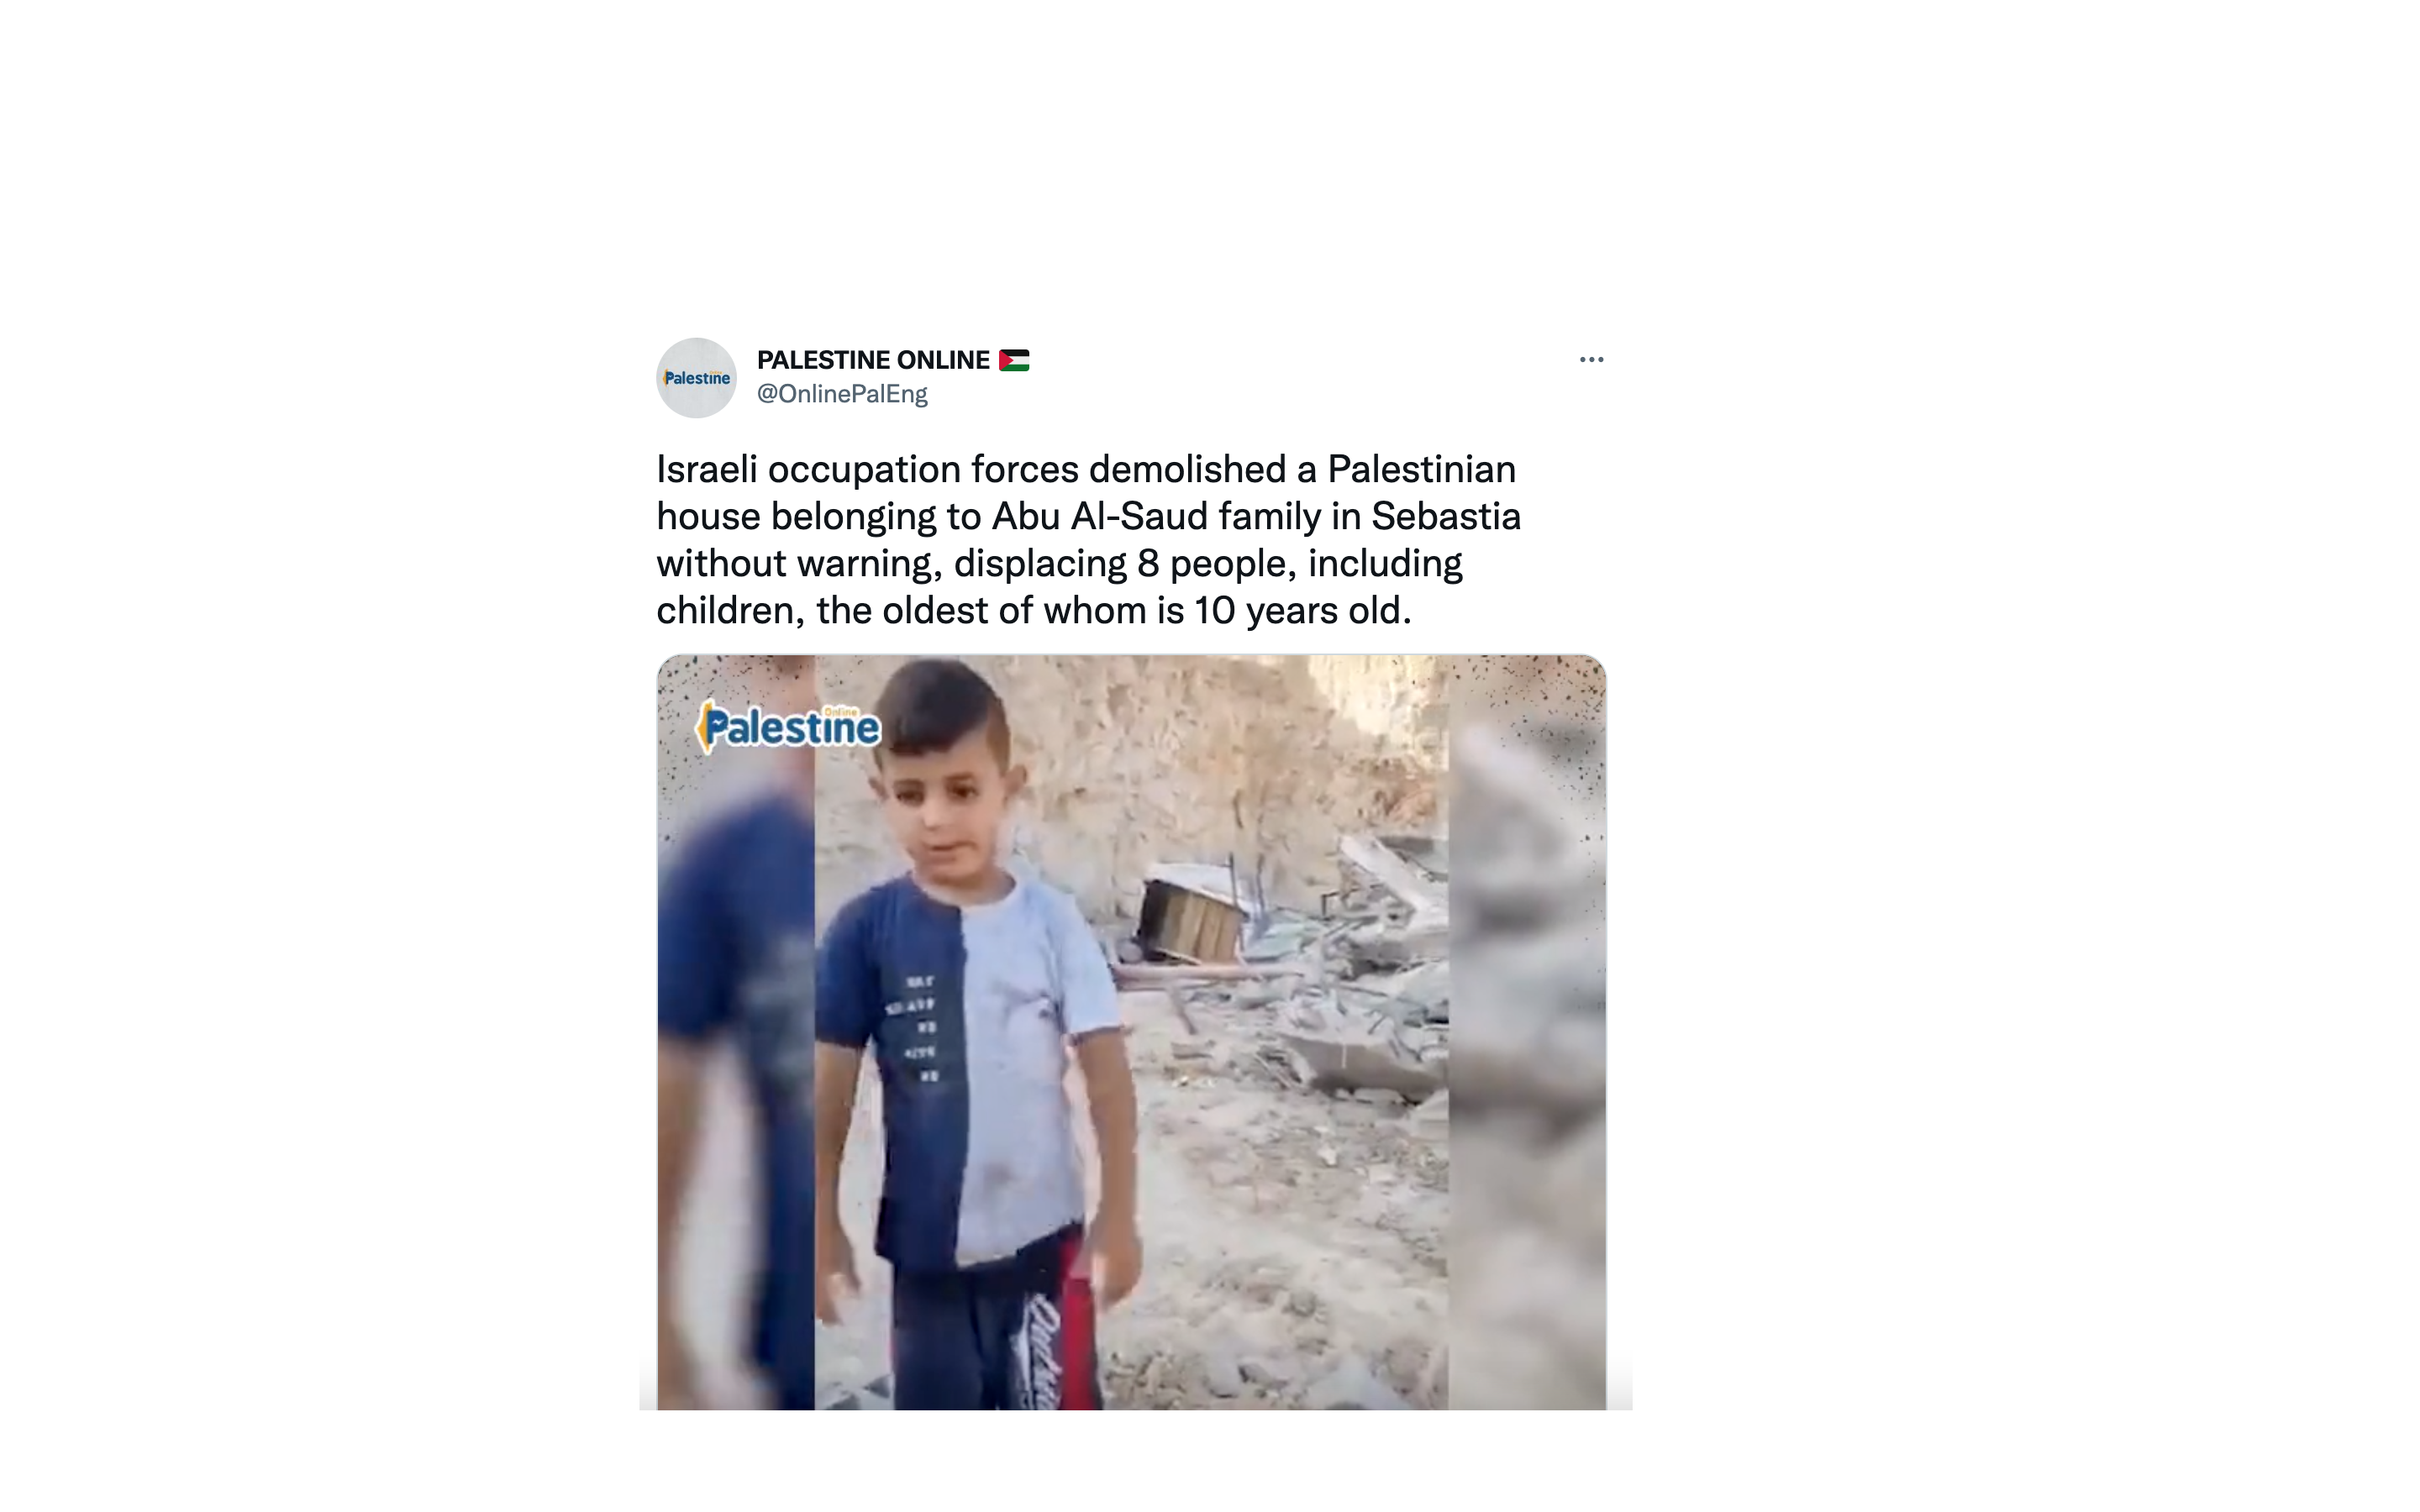 Palestine
PALESTINE ONLINE
@OnlinePalEng
Israeli occupation forces demolished a Palestinian
house belonging to Abu Al-Saud family in Sebastia
without warning, displacing 8 people, including
children, the oldest of whom is 10 years old.
Online
Palestine